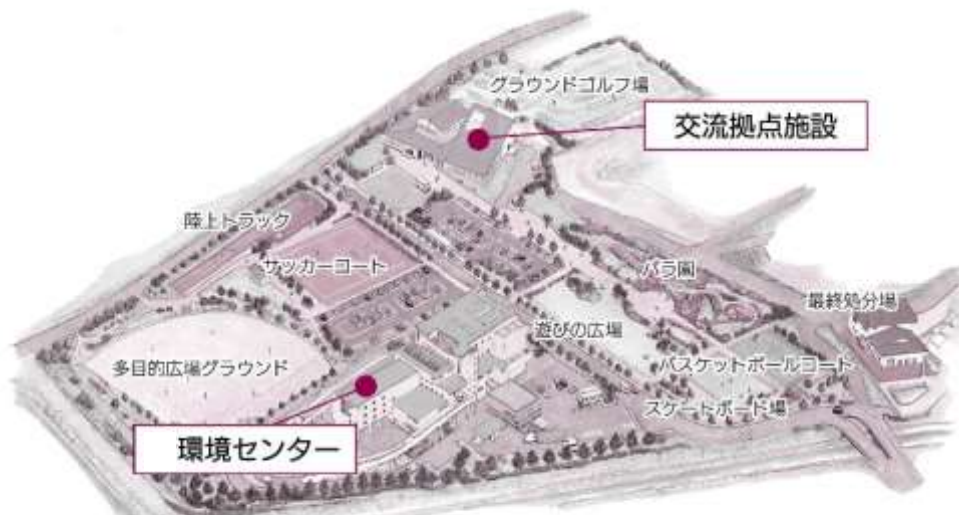 グラウンドゴルフ場
交流拠点施設
陸上トラック
サッカーコート
バラ園
最終処分場
遊びの広場
多目的広場グラウンド
バスケットボールコート
スケートボード場
環境センター